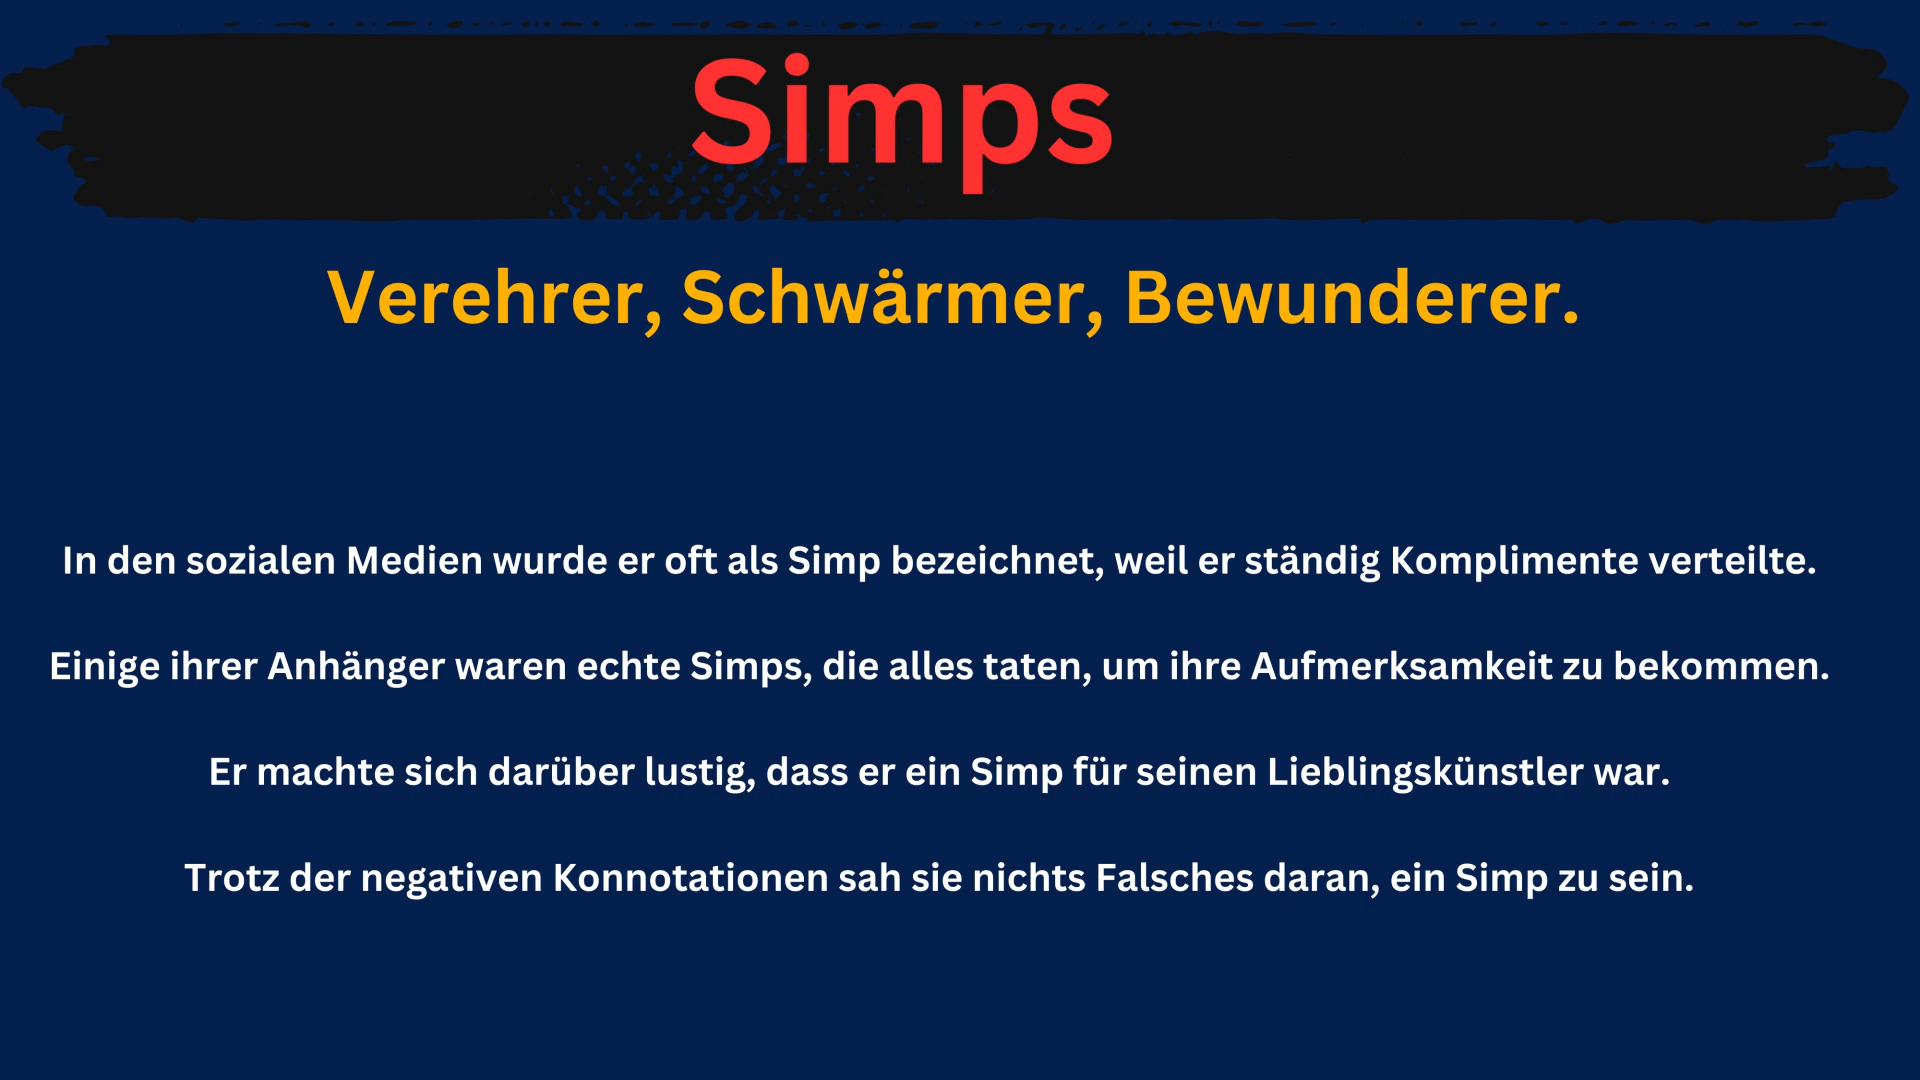 Simps
Verehrer, Schwärmer, Bewunderer.
In den sozialen Medien wurde er oft als Simp bezeichnet, weil er ständig Komplimente verteilte.
Einige ihrer Anhänger waren echte Simps, die alles taten, um ihre Aufmerksamkeit zu bekommen.
Er machte sich darüber lustig, dass er ein Simp für seinen Lieblingskünstler war.
Trotz der negativen Konnotationen sah sie nichts Falsches daran, ein Simp zu sein.